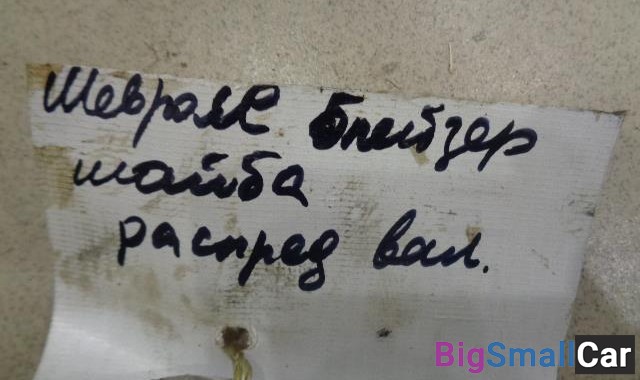 Шевроле Блейзер
шайба
распред вал.
BigSmallCar